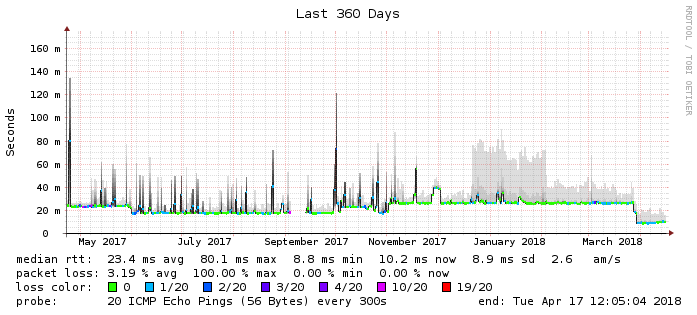 Last 360 Days
RRDTOOL / TOBI OETIKER
Seconds
160 m
140 m
120 m
100 m
80 m
60 m
40 m
20 m
0
May 2017 July 2017 September 2017 November 2017 January 2018 March 2018
median rtt: 23.4 ms avg 80.1 ms max 8.8 ms min 10.2 ms now 8.9 ms sd 2.6 am/s
packet loss: 3.19 % avg 100.00 % max 0.00 % min 0.00 % now
loss color: 0 1/20 2/20 3/20 4/20 10/20 19/20
probe: 20 ICMP Echo Pings (56 Bytes) every 300s end: Tue Apr 17 12:05:04 2018